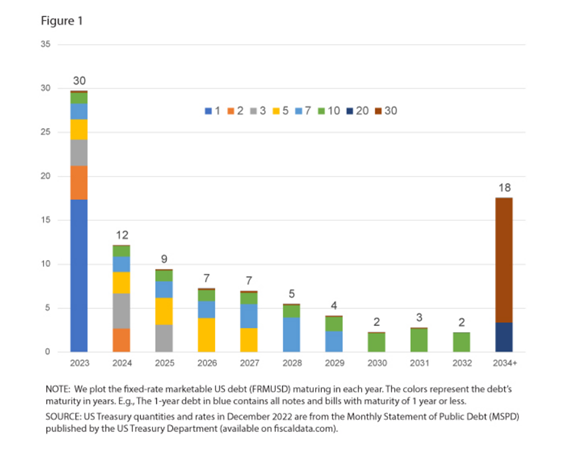 Figure 1
35
30
25
20
15
10
5
0
30
12
9
7
7
5
4
2
3
2
18
1 2 3 5 7 10 20 30
2023 2024 2025 2026 2027 2028 2029 2030 2031 2032 2034+
NOTE: We plot the fixed-rate marketable US debt (FRMUSD) maturing in each year. The colors represent the debt's
maturity in years. E.g., The 1-year debt in blue contains all notes and bills with maturity of 1 year or less.
SOURCE: US Treasury quantities and rates in December 2022 are from the Monthly Statement of Public Debt (MSPD)
published by the US Treasury Department (available on fiscaldata.com).